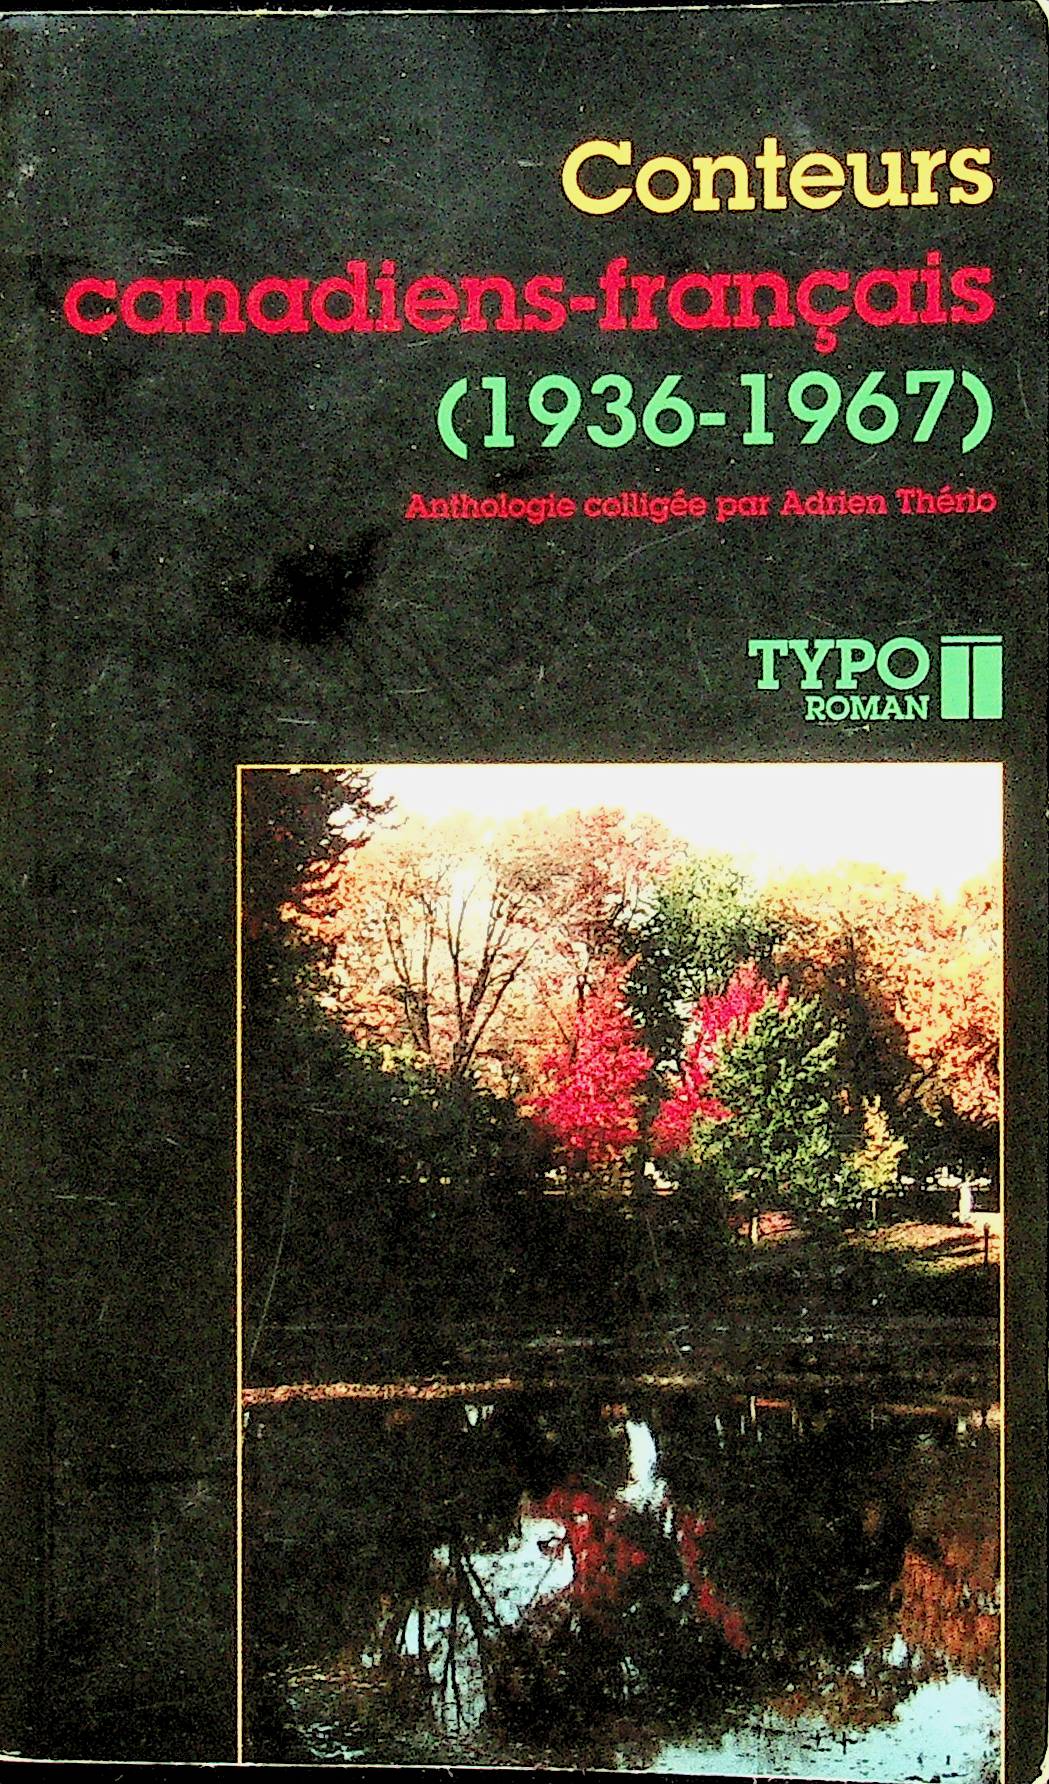 Conteurs
canadiens-français
(1936-1967)
Anthologie colligée par Adrien Thério
TYPO
ROMAN